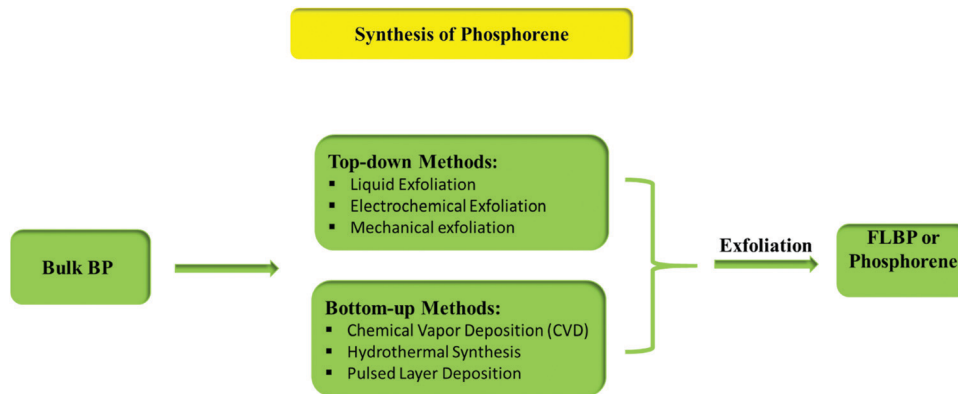 Synthesis of Phosphorene
Top-down Methods:
▪ Liquid Exfoliation
▪ Electrochemical Exfoliation
▪ Mechanical exfoliation
Bulk BP
Exfoliation
FLBP or
Phosphorene
Bottom-up Methods:
▪ Chemical Vapor Deposition (CVD)
▪ Hydrothermal Synthesis
▪ Pulsed Layer Deposition